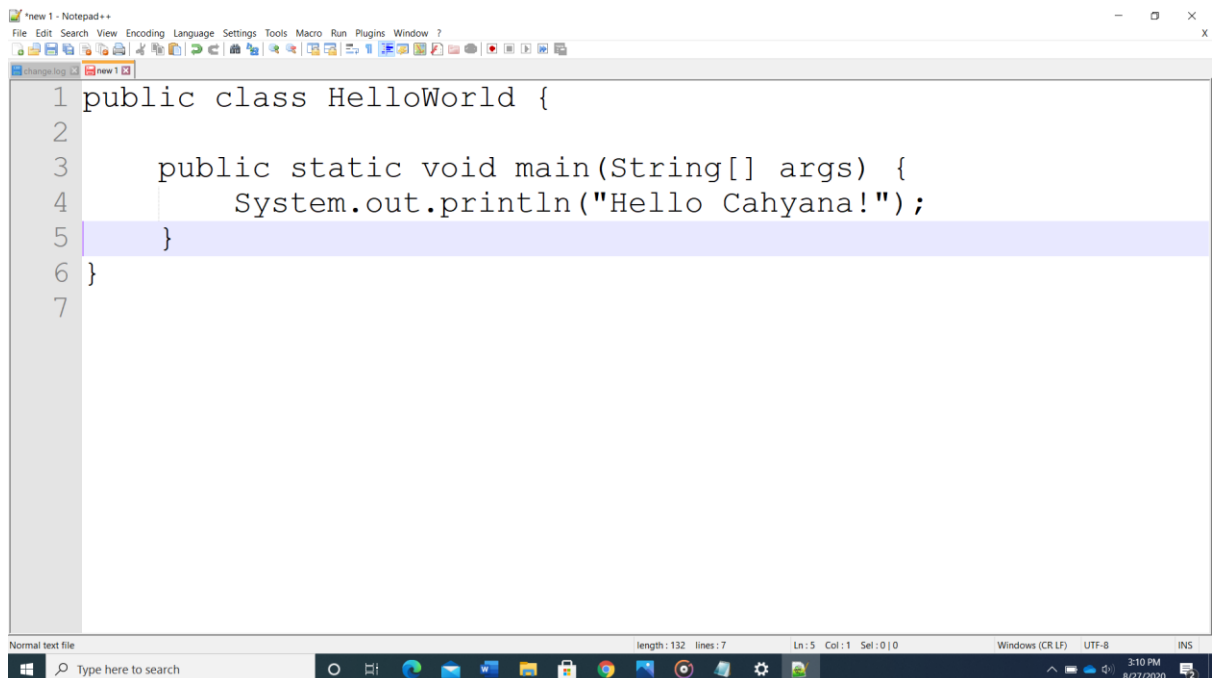 *new 1 - Notepad++
File Edit Search View Encoding Language Settings Tools Macro Run Plugins Window ? X
change.log new 1
1 public class HelloWorld {
2
3 public static void main(String[] args) {
4 System.out.println("Hello Cahyana!");
5 }
6 }
7
Normal text file length : 132 lines : 7 Ln : 5 Col : 1 Sel : 0 | 0 Windows (CR LF) UTF-8 INS
Type here to search 3:10 PM
8/27/2020